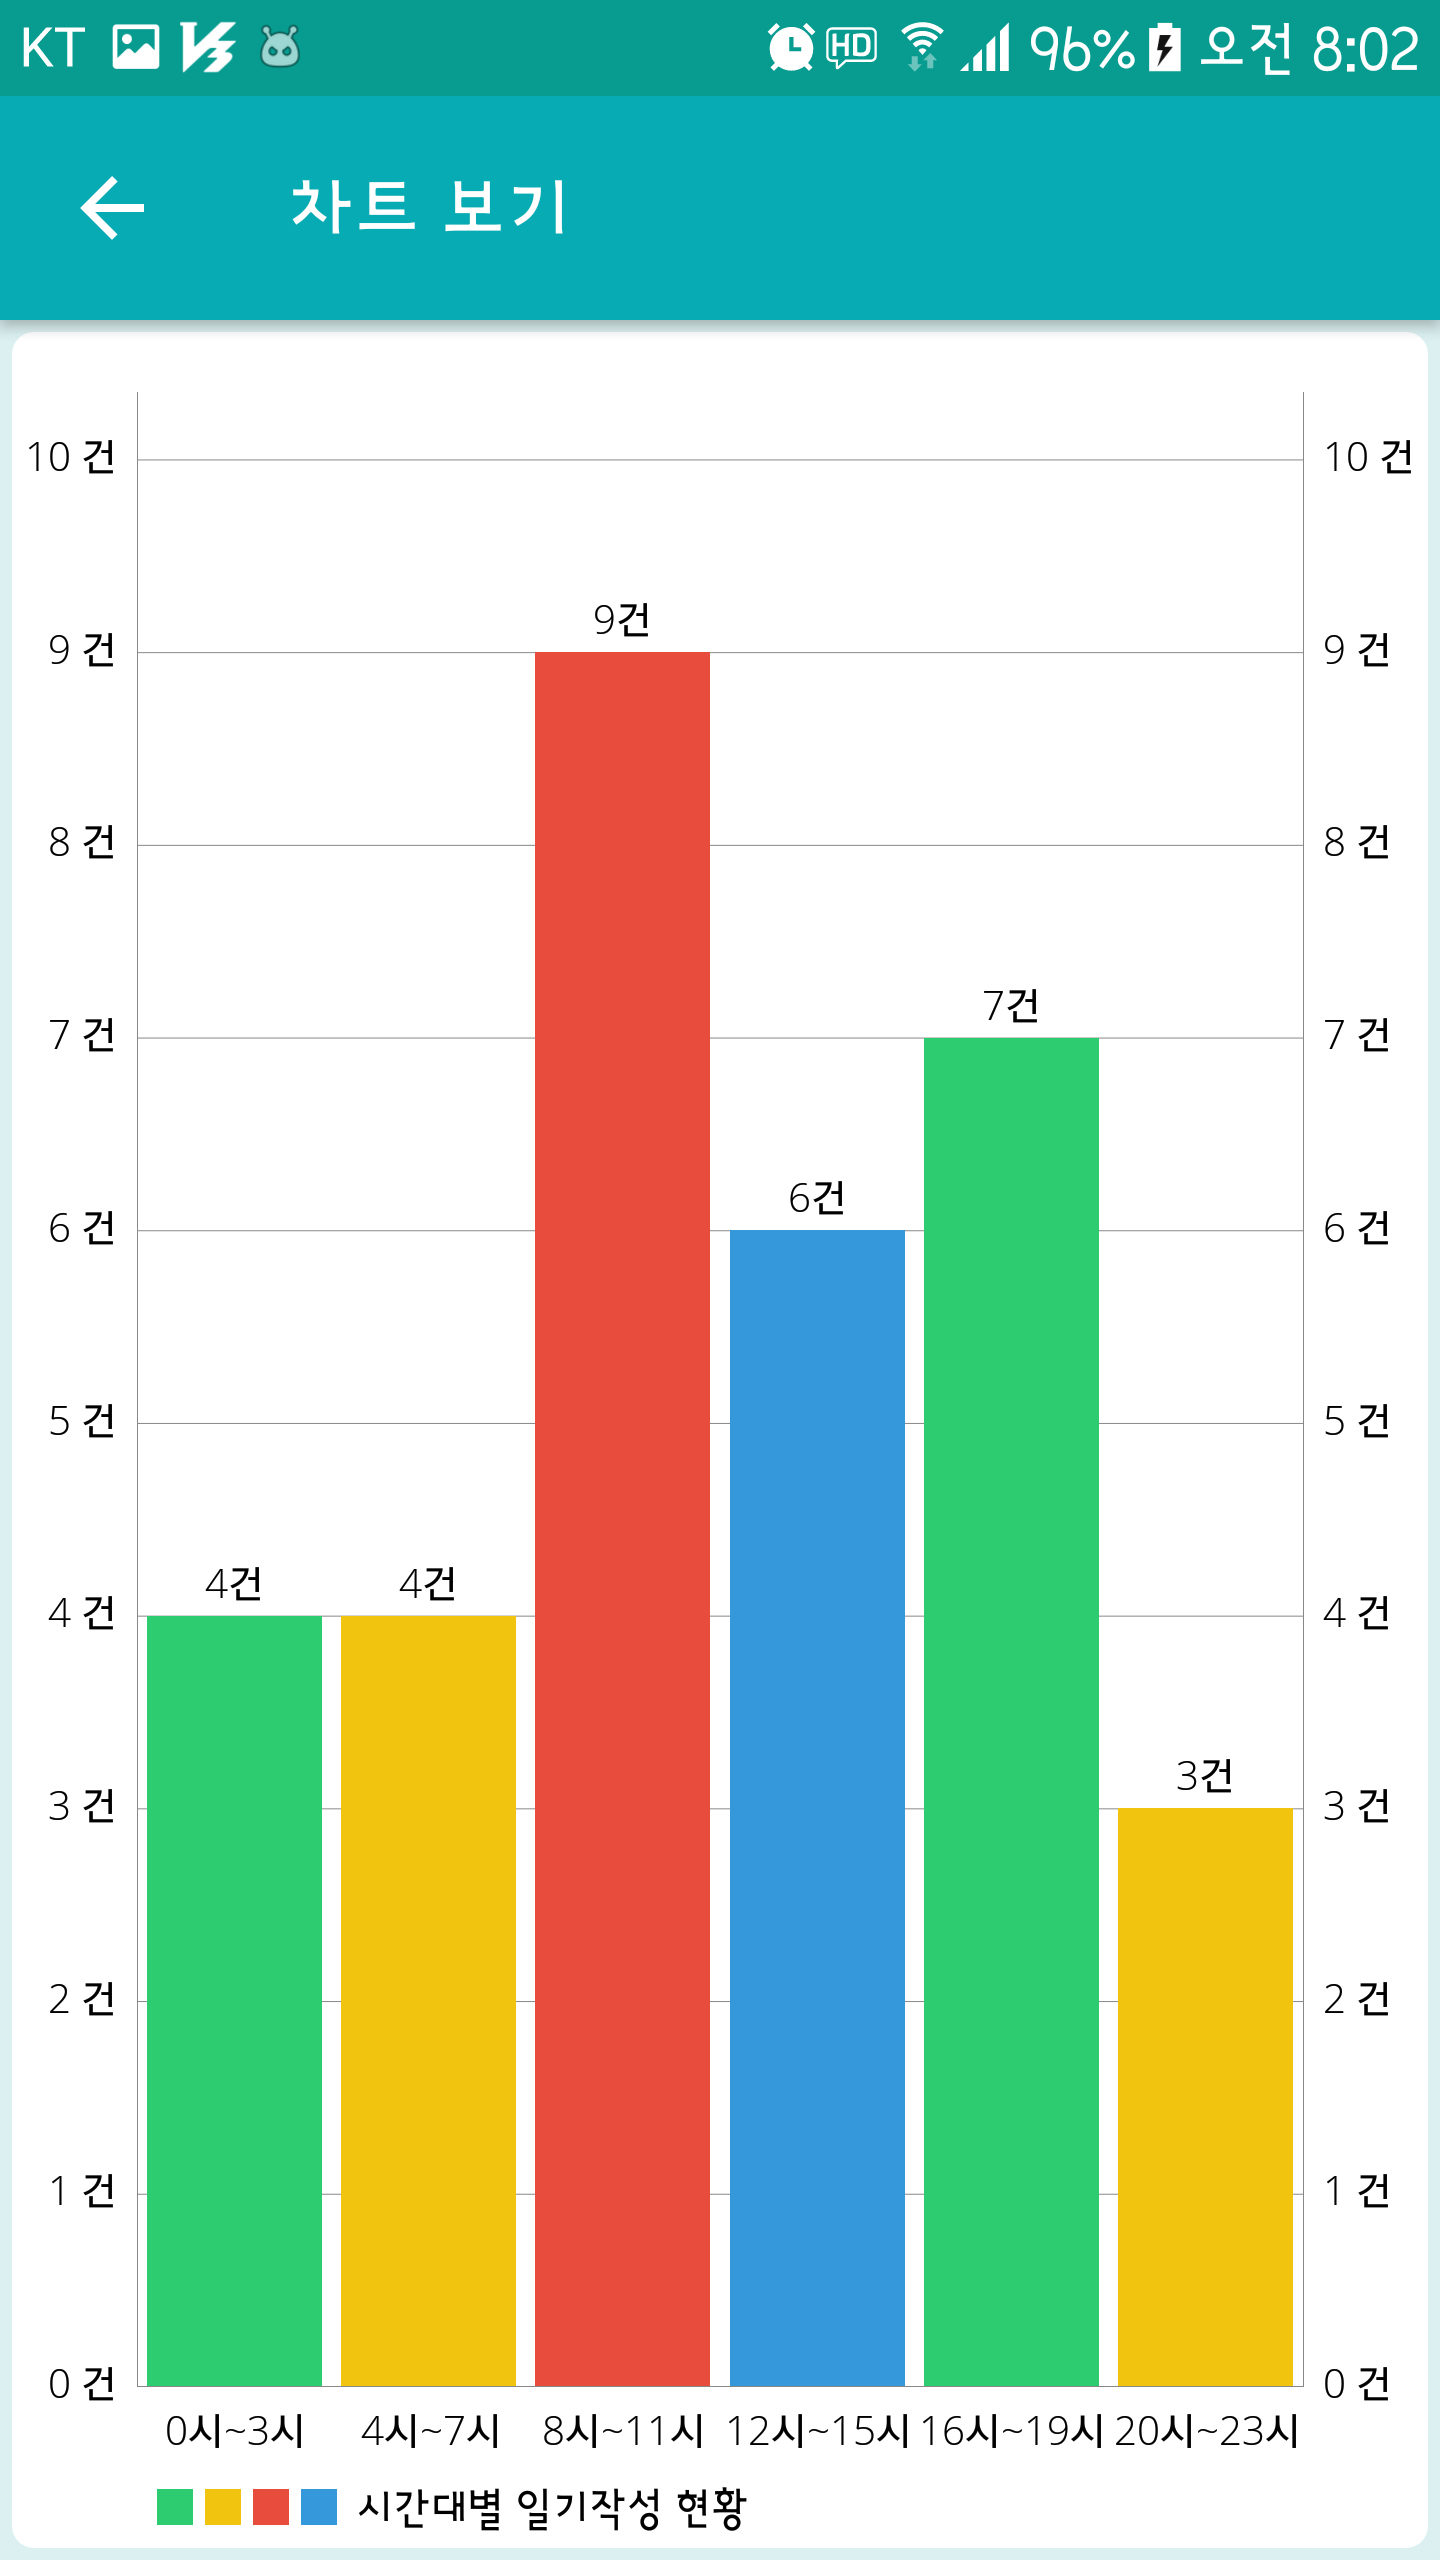 KT HD 96% 오전 8:02
차트 보기
10 건 10 건
9건
9 건 9 건
8 건 8 건
7건
7 건 7 건
6건
6 건 6 건
5 건 5 건
4건 4건
4 건 4 건
3건
3 건 3 건
2 건 2 건
1 건 1 건
0 건 0 건
0시~3시 4시~7시 8시~11시 12시~15시 16시~19시 20시~23시
시간대별 일기작성 현황